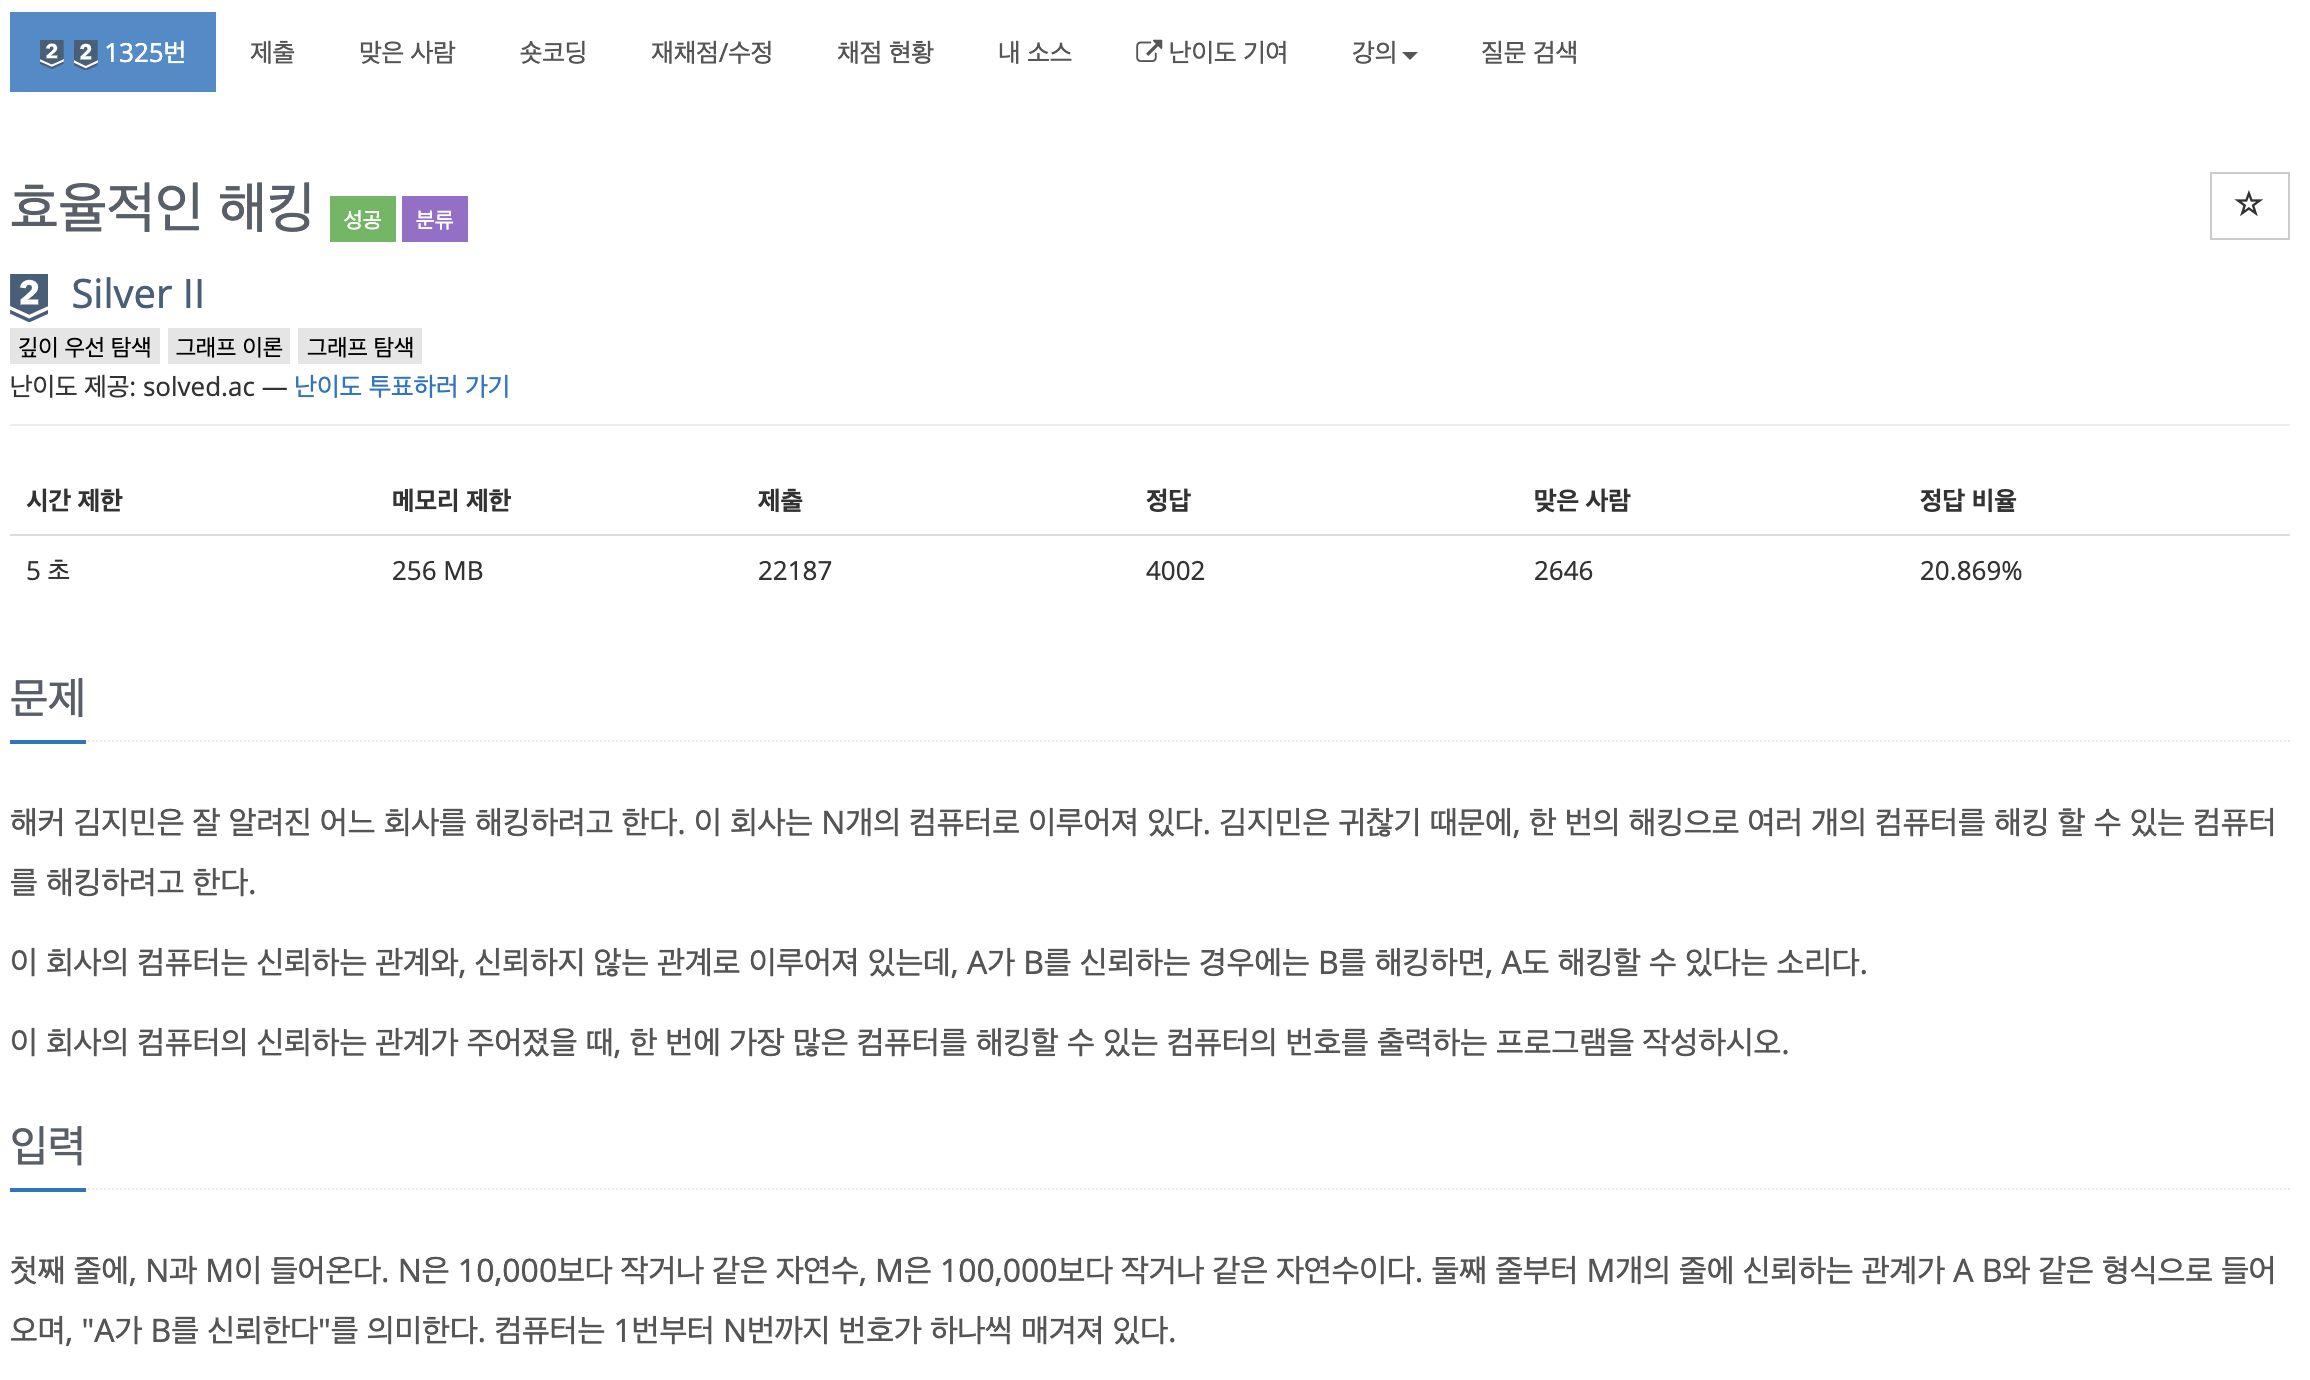 2 2 1325번 제출 맞은 사람 숏코딩 재채점/수정 채점 현황 내 소스 난이도 기여 강의 질문 검색
효율적인 해킹 성공 분류
2 Silver II
깊이 우선 탐색 그래프 이론 그래프 탐색
난이도 제공: solved.ac — 난이도 투표하러 가기
시간 제한 메모리 제한 제출 정답 맞은 사람 정답 비율
5 초 256 MB 22187 4002 2646 20.869%
문제
해커 김지민은 잘 알려진 어느 회사를 해킹하려고 한다. 이 회사는 N개의 컴퓨터로 이루어져 있다. 김지민은 귀찮기 때문에, 한 번의 해킹으로 여러 개의 컴퓨터를 해킹 할 수 있는 컴퓨터
를 해킹하려고 한다.
이 회사의 컴퓨터는 신뢰하는 관계와, 신뢰하지 않는 관계로 이루어져 있는데, A가 B를 신뢰하는 경우에는 B를 해킹하면, A도 해킹할 수 있다는 소리다.
이 회사의 컴퓨터의 신뢰하는 관계가 주어졌을 때, 한 번에 가장 많은 컴퓨터를 해킹할 수 있는 컴퓨터의 번호를 출력하는 프로그램을 작성하시오.
입력
첫째 줄에, N과 M이 들어온다. N은 10,000보다 작거나 같은 자연수, M은 100,000보다 작거나 같은 자연수이다. 둘째 줄부터 M개의 줄에 신뢰하는 관계가 A B와 같은 형식으로 들어
오며, "A가 B를 신뢰한다"를 의미한다. 컴퓨터는 1번부터 N번까지 번호가 하나씩 매겨져 있다.